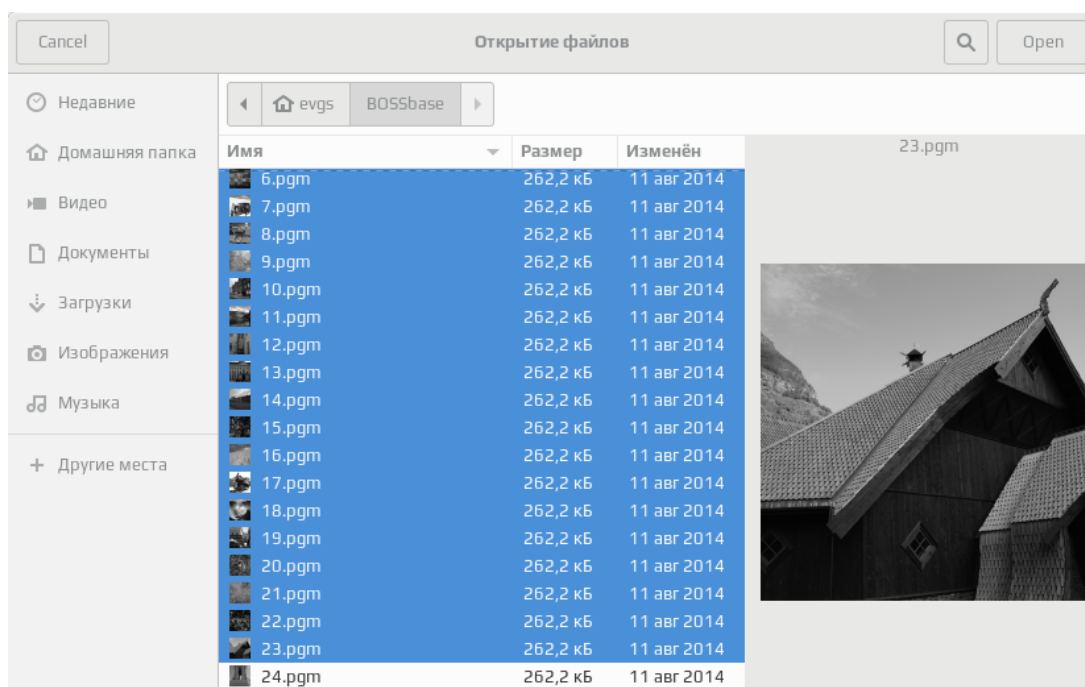 Cancel
Открытие файлов
Open
Недавние
Домашняя папка
Видео
Документы
Загрузки
Изображения
Музыка
Другие места
evgs BOSSbase
Имя Размер Изменён
6.pgm 262,2 кБ 11 авг 2014
7.pgm 262,2 кБ 11 авг 2014
8.pgm 262,2 кБ 11 авг 2014
9.pgm 262,2 кБ 11 авг 2014
10.pgm 262,2 кБ 11 авг 2014
11.pgm 262,2 кБ 11 авг 2014
12.pgm 262,2 кБ 11 авг 2014
13.pgm 262,2 кБ 11 авг 2014
14.pgm 262,2 кБ 11 авг 2014
15.pgm 262,2 кБ 11 авг 2014
16.pgm 262,2 кБ 11 авг 2014
17.pgm 262,2 кБ 11 авг 2014
18.pgm 262,2 кБ 11 авг 2014
19.pgm 262,2 кБ 11 авг 2014
20.pgm 262,2 кБ 11 авг 2014
21.pgm 262,2 кБ 11 авг 2014
22.pgm 262,2 кБ 11 авг 2014
23.pgm 262,2 кБ 11 авг 2014
24.pgm 262,2 кБ 11 авг 2014
23.pgm